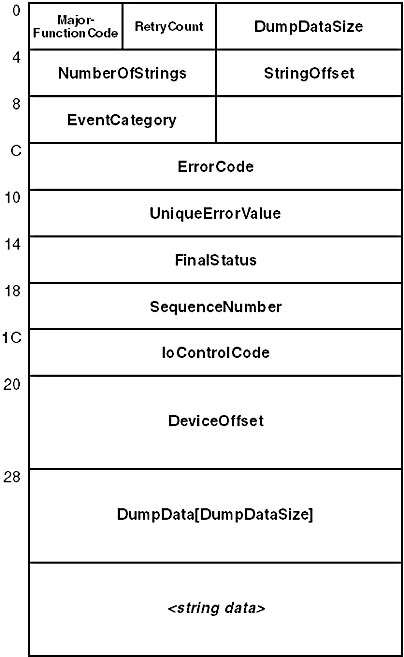 0
Major-
FunctionCode
RetryCount
DumpDataSize
4
NumberOfStrings
StringOffset
8
EventCategory
C
ErrorCode
10
UniqueErrorValue
14
FinalStatus
18
SequenceNumber
1C
IoControlCode
20
DeviceOffset
28
DumpData[DumpDataSize]
<string data>